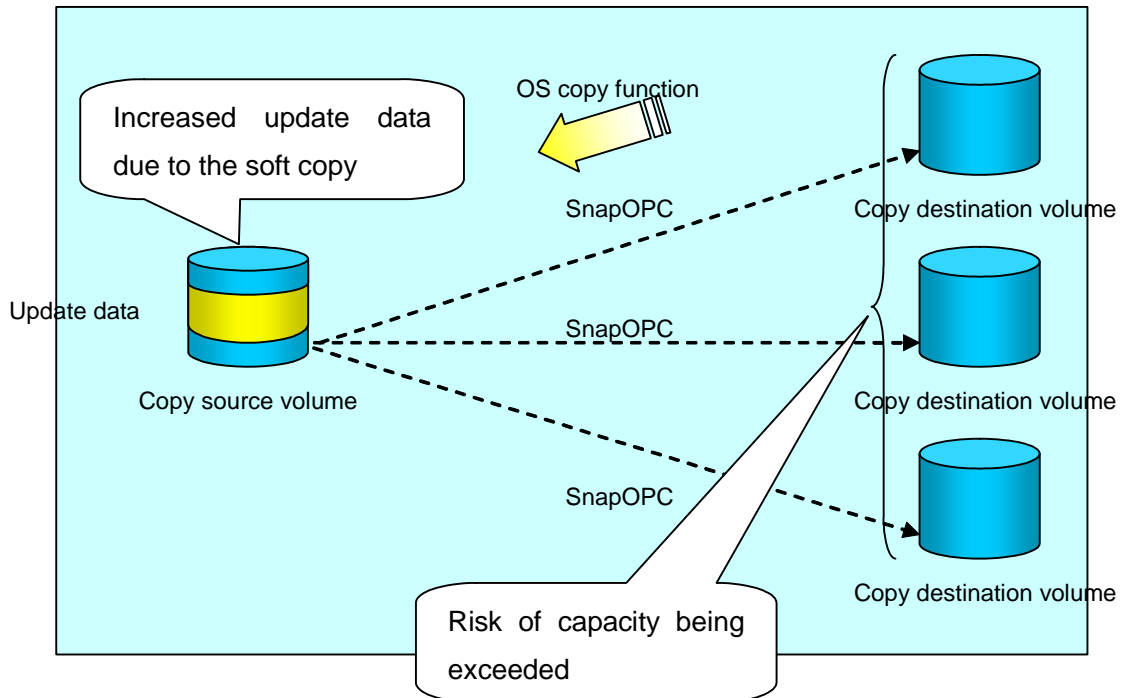 OS copy function
Increased update data
due to the soft copy
SnapOPC
Copy destination volume
Update data
SnapOPC
Copy source volume
Copy destination volume
SnapOPC
Copy destination volume
Risk of capacity being
exceeded